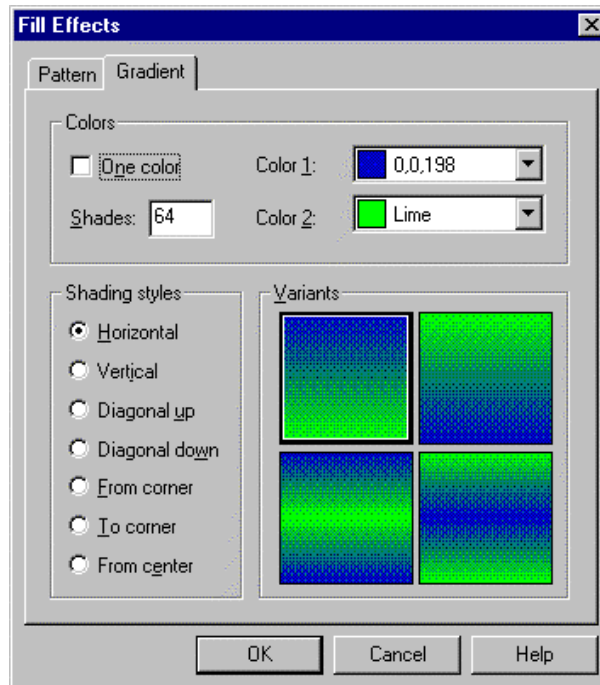 Fill Effects
Pattern Gradient
Colors
One color Color 1: 0,0,198
Shades: 64 Color 2: Lime
Shading styles Variants
Horizontal
Vertical
Diagonal up
Diagonal down
From corner
To corner
From center
OK Cancel Help